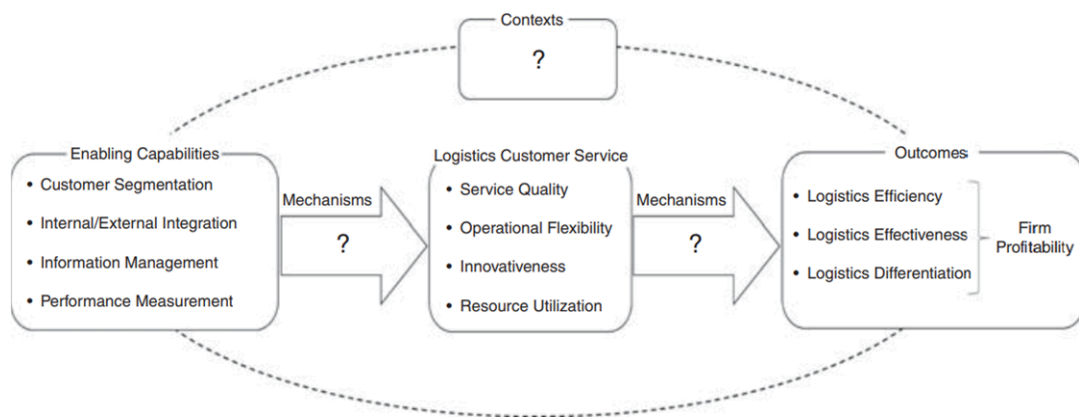 Contexts
?
Enabling Capabilities
• Customer Segmentation
• Internal/External Integration
• Information Management
• Performance Measurement
Mechanisms
?
Logistics Customer Service
• Service Quality
• Operational Flexibility
• Innovativeness
• Resource Utilization
Mechanisms
?
Outcomes
• Logistics Efficiency
• Logistics Effectiveness
• Logistics Differentiation
Firm
Profitability